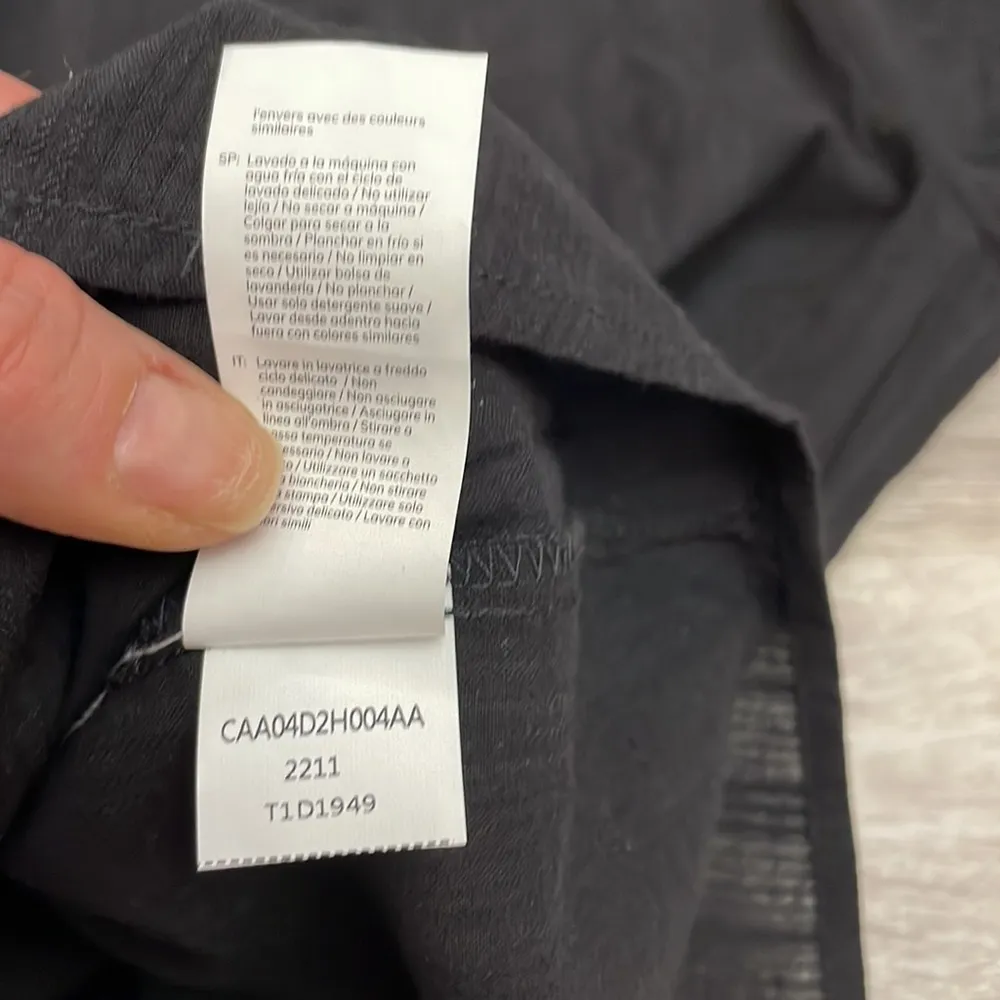 l'envers avec des couleurs
similaires
SP: Lavado a la máquina con
agua fría con el ciclo de
lavado delicado / No utilizar
lejía / No secar a máquina /
Colgar para secar a la
sombra / Planchar en frío si
es necesario / No limpiar en
seco / Utilizar bolsa de
lavandería / No planchar /
Usar solo detergente suave /
Lavar desde adentro hacia
fuera con colores similares
IT: Lavare in lavatrice a freddo
ciclo delicato / Non
candeggiare / Non asciugare
in asciugatrice / Asciugare in
linea all'ombra / Stirare a
temperatura se
/ Non lavare a
/ Utilizzare un sacchetto
biancheria / Non stirare
stampa / Utilizzare solo
delicato / Lavare con
simili
CAA04D2H004AA
2211
T1D1949